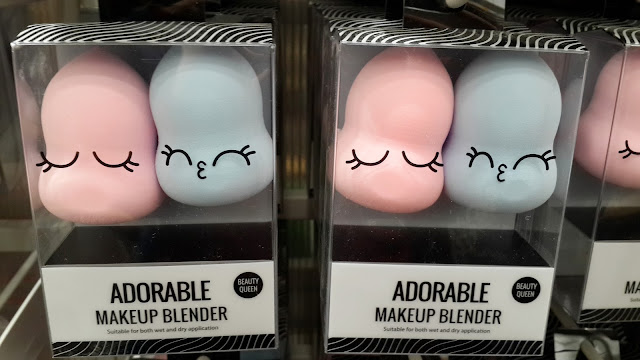 ADORABLE
BEAUTY
QUEEN
MAKEUP BLENDER
Suitable for both wet and dry application
ADORABLE
BEAUTY
QUEEN
MAKEUP BLENDER
Suitable for both wet and dry application